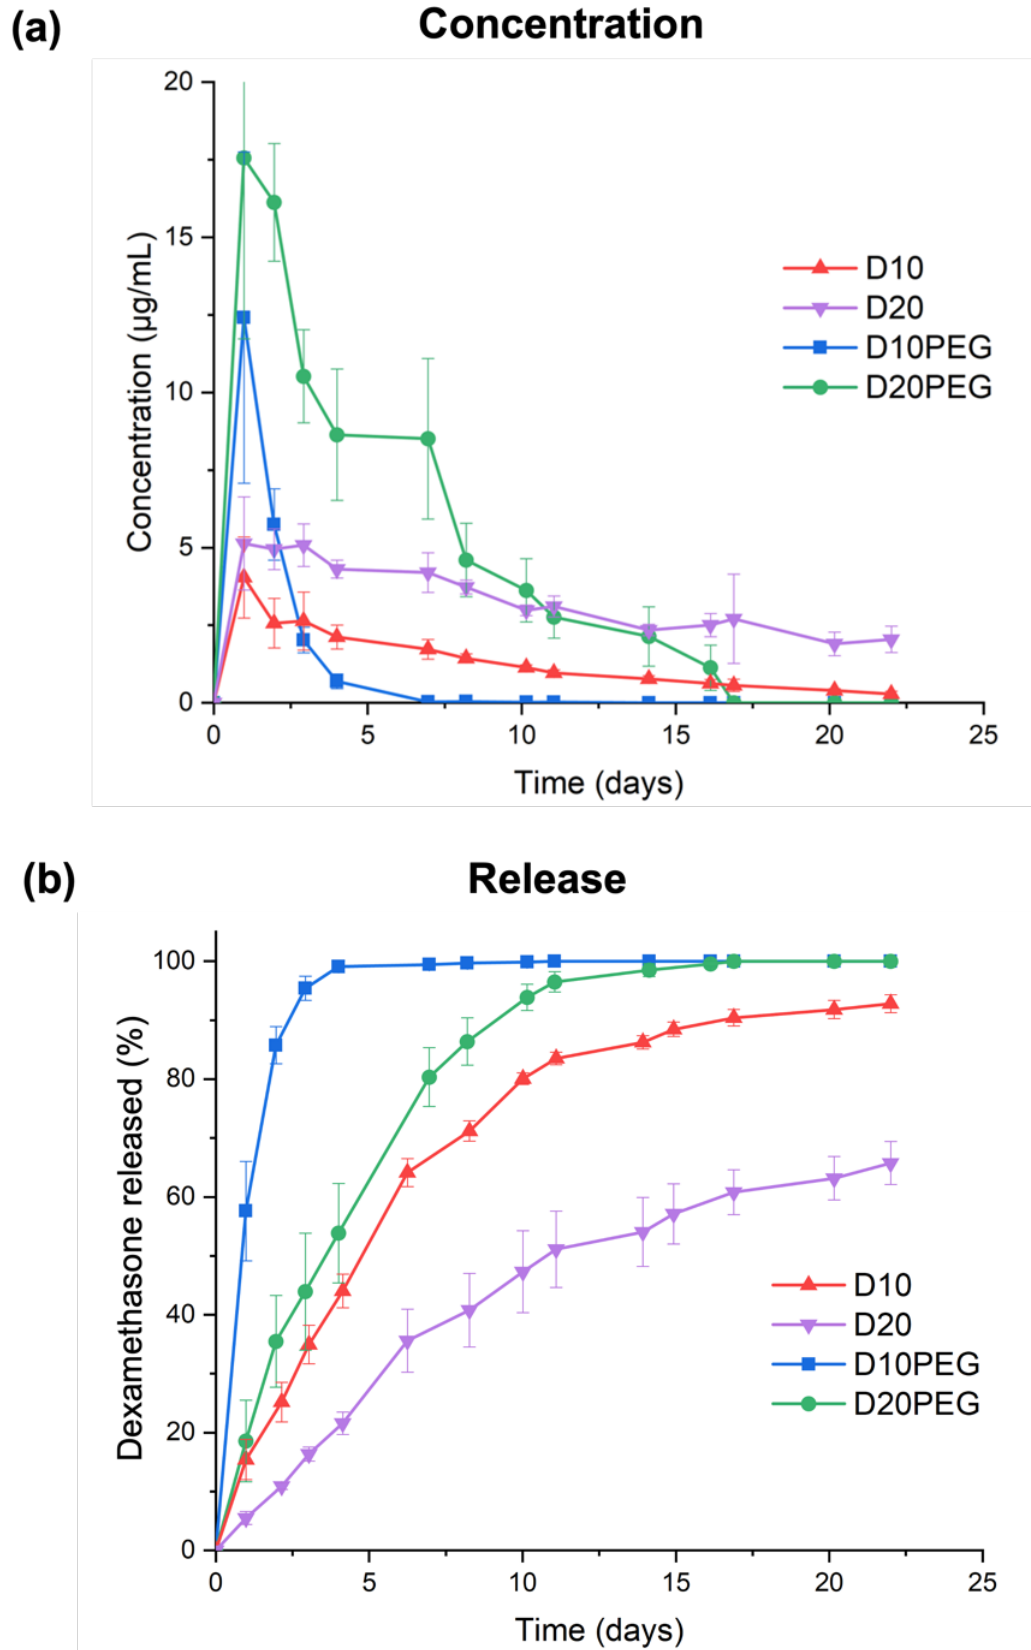 (a)
Concentration
20
15
10
5
0
Concentration (µg/mL)
D10
D20
D10PEG
D20PEG
0 5 10 15 20 25
Time (days)
(b)
Release
100
80
60
40
20
0
Dexamethasone released (%)
D10
D20
D10PEG
D20PEG
0 5 10 15 20 25
Time (days)